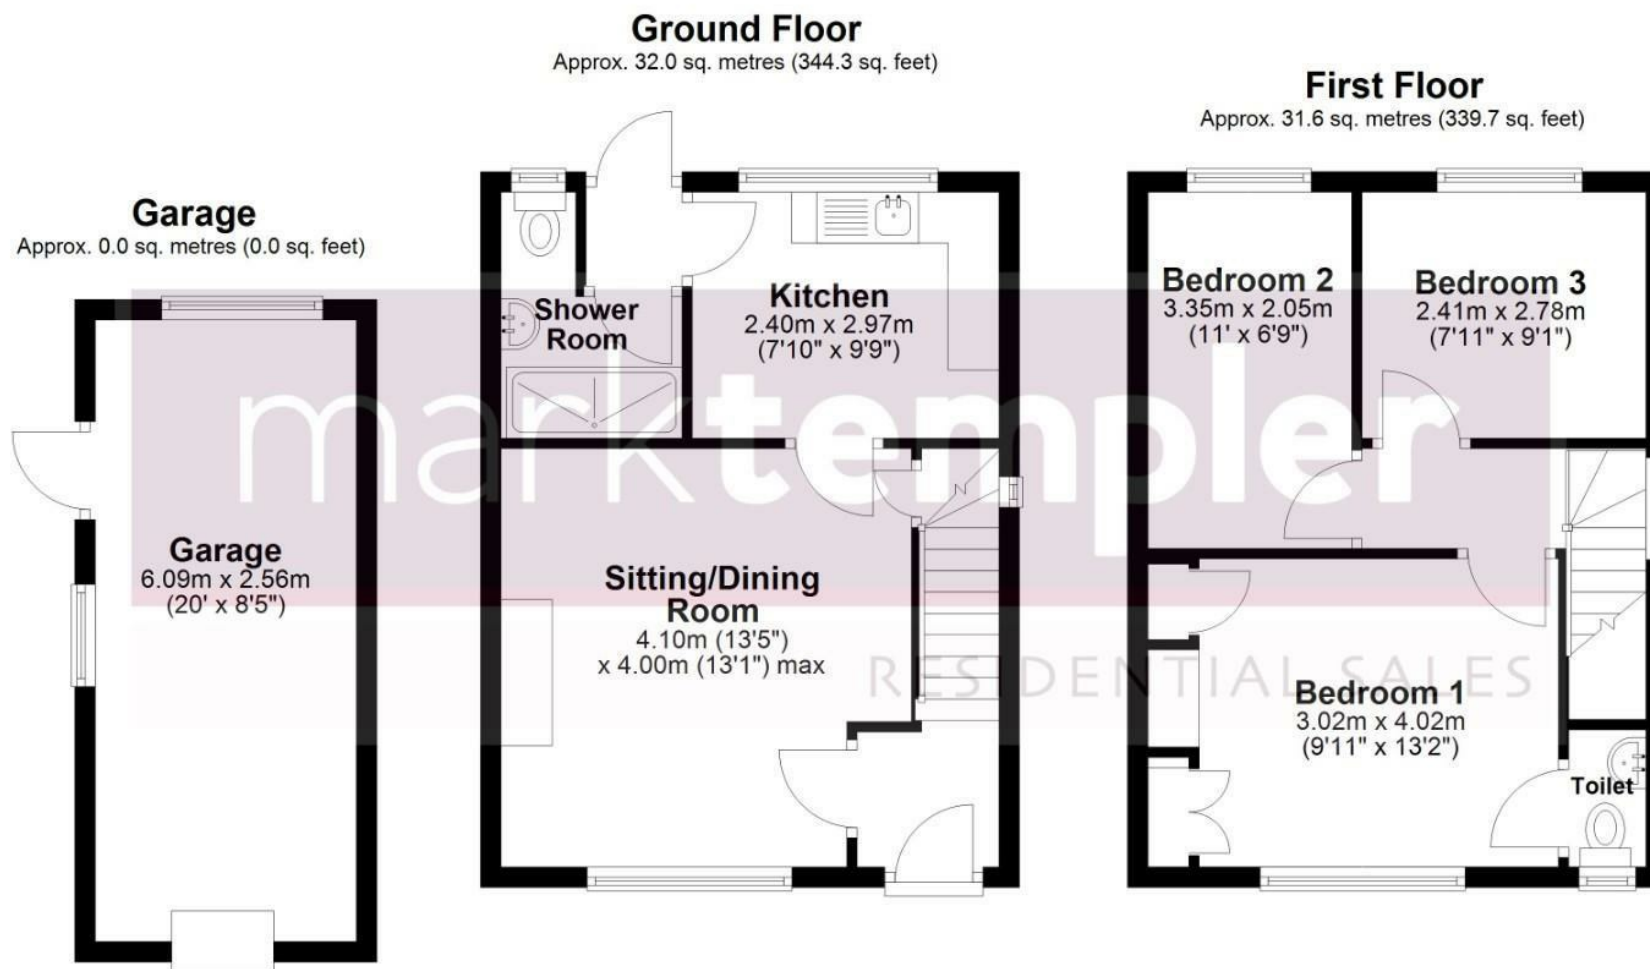 Ground Floor
Approx. 32.0 sq. metres (344.3 sq. feet)
First Floor
Approx. 31.6 sq. metres (339.7 sq. feet)
Garage
Approx. 0.0 sq. metres (0.0 sq. feet)
Garage
6.09m x 2.56m
(20' x 8'5")
Shower
Room
Kitchen
2.40m x 2.97m
(7'10" x 9'9")
Sitting/Dining
Room
4.10m (13'5")
x 4.00m (13'1") max
Bedroom 2
3.35m x 2.05m
(11' x 6'9")
Bedroom 3
2.41m x 2.78m
(7'11" x 9'1")
Bedroom 1
3.02m x 4.02m
(9'11" x 13'2")
Toilet
marktempler
RESIDENTIAL SALES